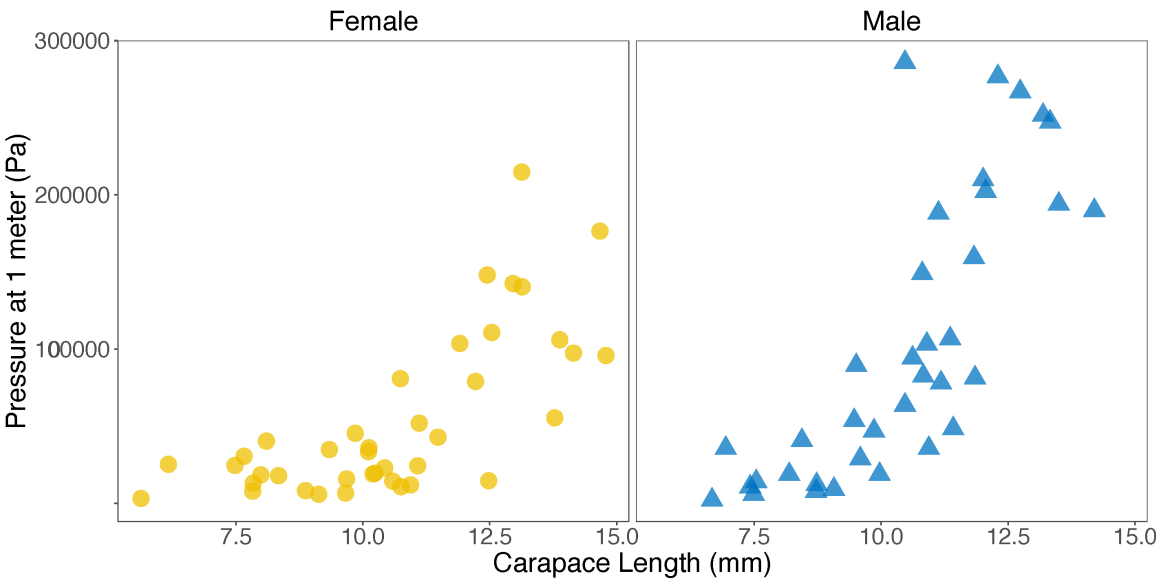 Female Male
Pressure at 1 meter (Pa)
300000
200000
100000
7.5 10.0 12.5 15.0 7.5 10.0 12.5 15.0
Carapace Length (mm)